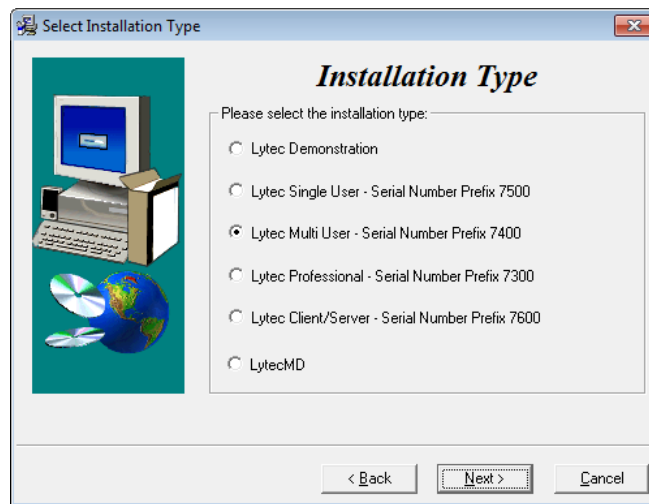 Select Installation Type
Installation Type
Please select the installation type:
Lytec Demonstration
Lytec Single User - Serial Number Prefix 7500
Lytec Multi User - Serial Number Prefix 7400
Lytec Professional - Serial Number Prefix 7300
Lytec Client/Server - Serial Number Prefix 7600
LytecMD
< Back Next > Cancel